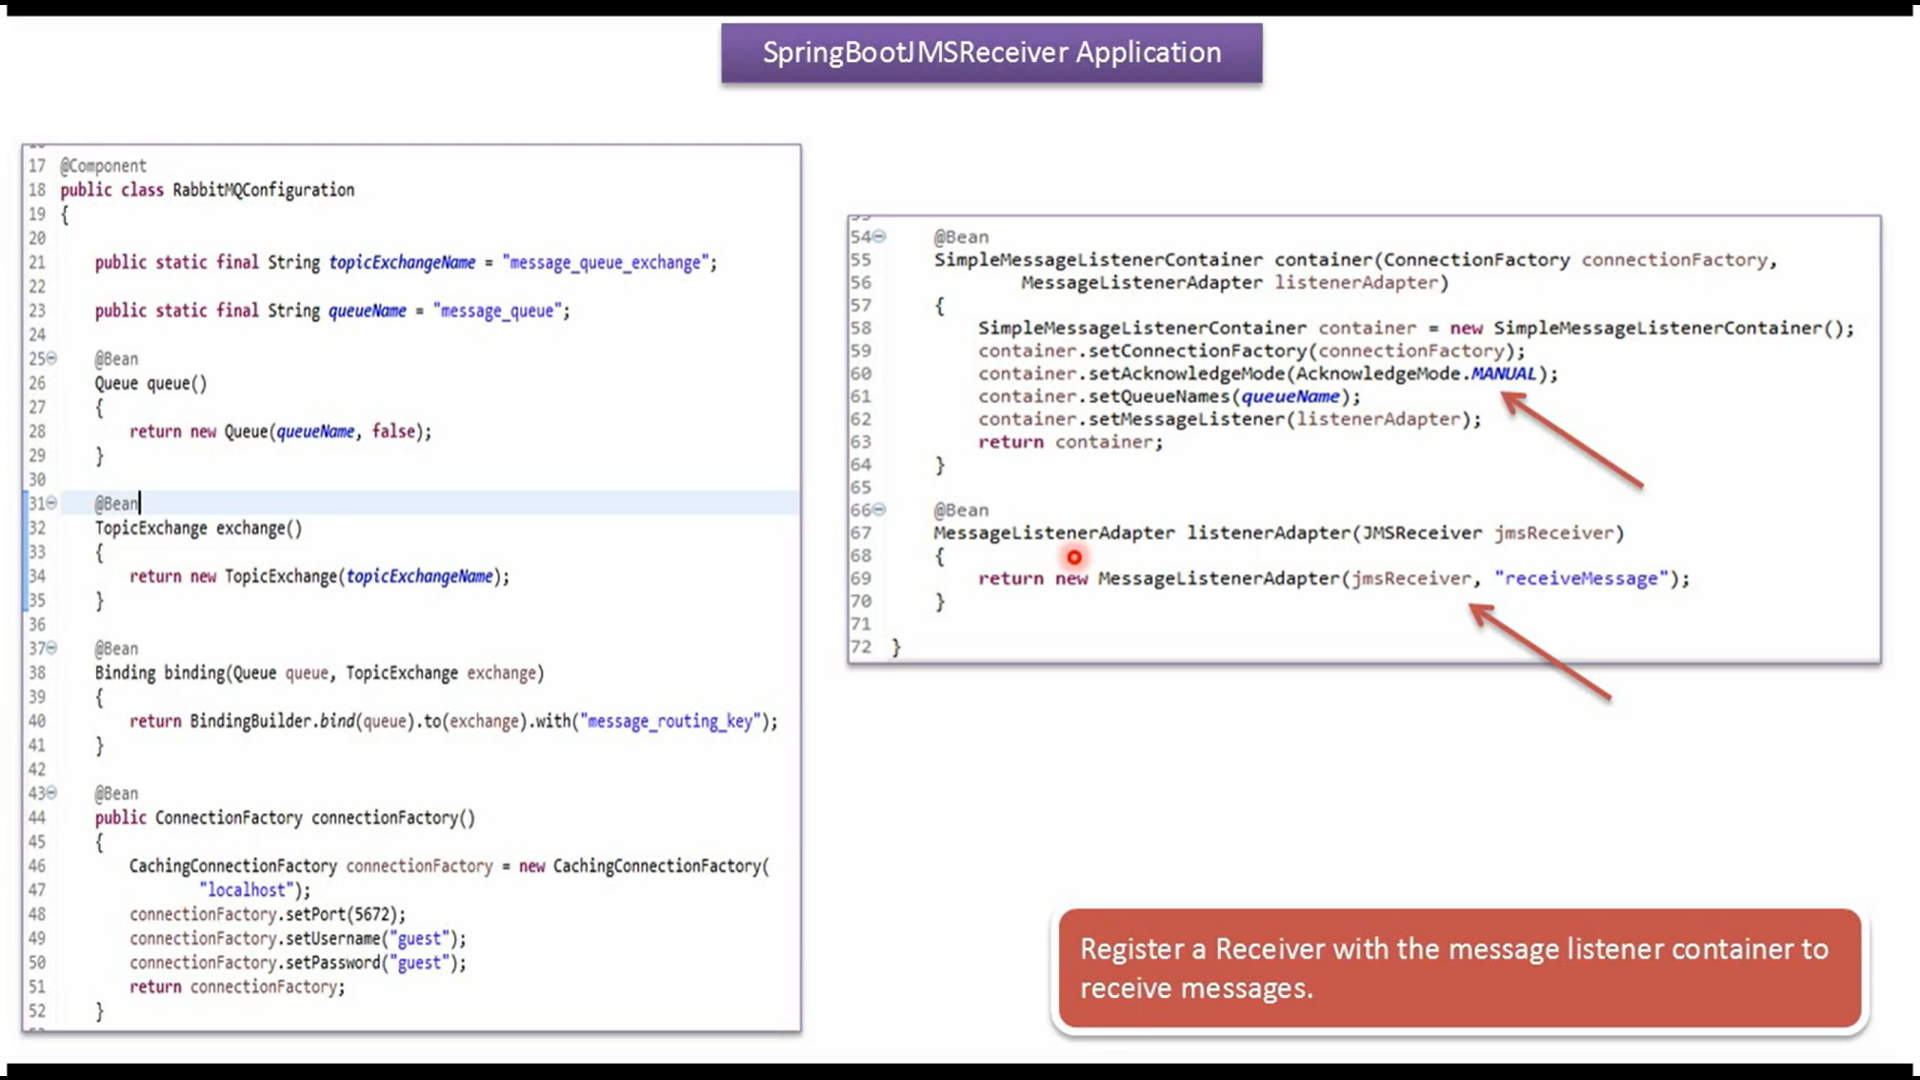 SpringBootJMSReceiver Application
17 @Component
18 public class RabbitMQConfiguration
19 {
20
21 public static final String topicExchangeName = "message_queue_exchange";
22
23 public static final String queueName = "message_queue";
24
25 @Bean
26 Queue queue()
27 {
28 return new Queue(queueName, false);
29 }
30
31 @Bean
32 TopicExchange exchange()
33 {
34 return new TopicExchange(topicExchangeName);
35 }
36
37 @Bean
38 Binding binding(Queue queue, TopicExchange exchange)
39 {
40 return BindingBuilder.bind(queue).to(exchange).with("message_routing_key");
41 }
42
43 @Bean
44 public ConnectionFactory connectionFactory()
45 {
46 CachingConnectionFactory connectionFactory = new CachingConnectionFactory(
47 "localhost");
48 connectionFactory.setPort(5672);
49 connectionFactory.setUsername("guest");
50 connectionFactory.setPassword("guest");
51 return connectionFactory;
52 }
54 @Bean
55 SimpleMessageListenerContainer container(ConnectionFactory connectionFactory,
56 MessageListenerAdapter listenerAdapter)
57 {
58 SimpleMessageListenerContainer container = new SimpleMessageListenerContainer();
59 container.setConnectionFactory(connectionFactory);
60 container.setAcknowledgeMode(AcknowledgeMode.MANUAL);
61 container.setQueueNames(queueName);
62 container.setMessageListener(listenerAdapter);
63 return container;
64 }
65
66 @Bean
67 MessageListenerAdapter listenerAdapter(JMSReceiver jmsReceiver)
68 {
69 return new MessageListenerAdapter(jmsReceiver, "receiveMessage");
70 }
71
72 }
Register a Receiver with the message listener container to
receive messages.